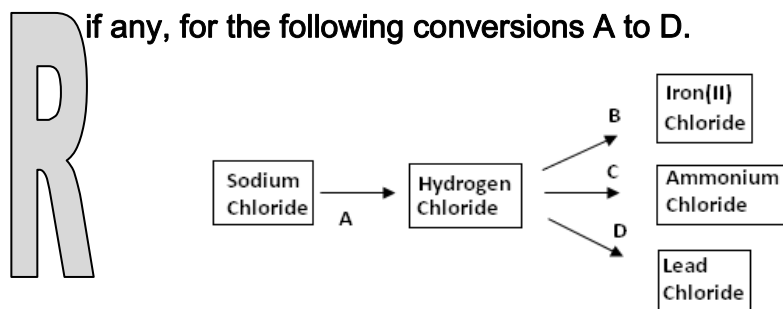 R
if any, for the following conversions A to D.
Sodium
Chloride
A
Hydrogen
Chloride
B
Iron(II)
Chloride
C
Ammonium
Chloride
D
Lead
Chloride